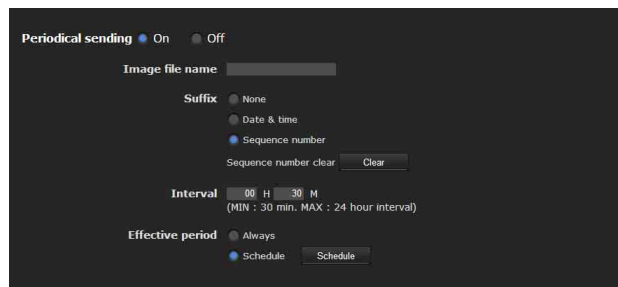 Periodical sending On Off
Image file name
Suffix None
Date & time
Sequence number
Sequence number clear Clear
Interval 00 H 30 M
(MIN : 30 min. MAX : 24 hour interval)
Effective period Always
Schedule Schedule